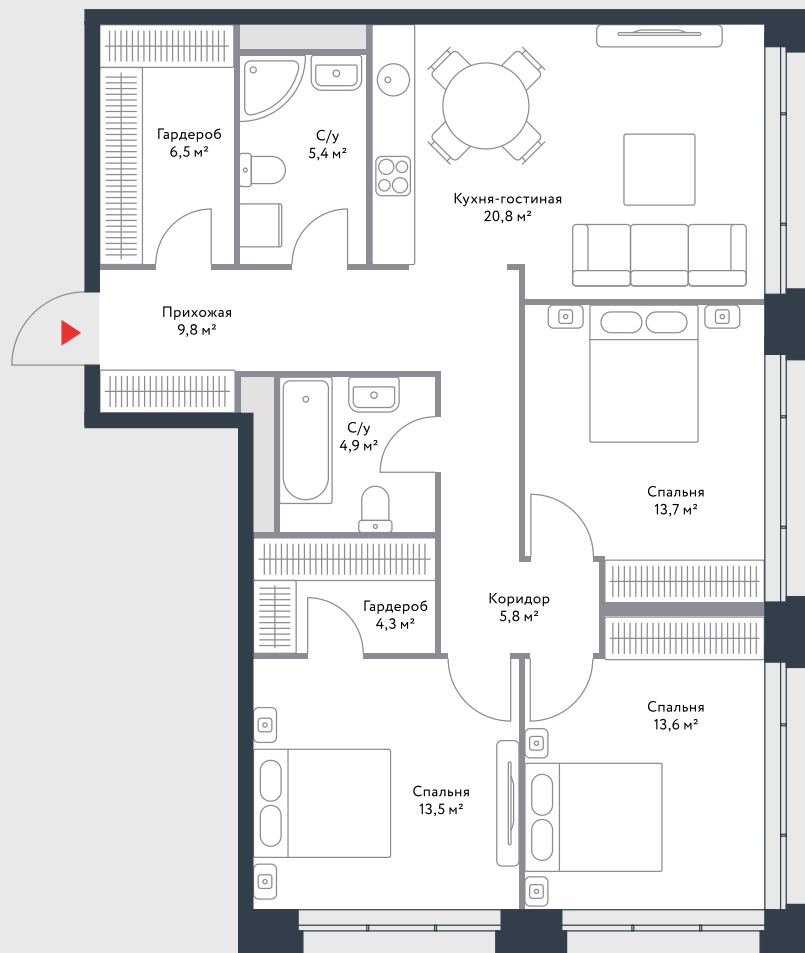 Гардероб
6,5 м²
С/у
5,4 м²
Кухня-гостиная
20,8 м²
Прихожая
9,8 м²
С/у
4,9 м²
Спальня
13,7 м²
Гардероб
4,3 м²
Коридор
5,8 м²
Спальня
13,6 м²
Спальня
13,5 м²